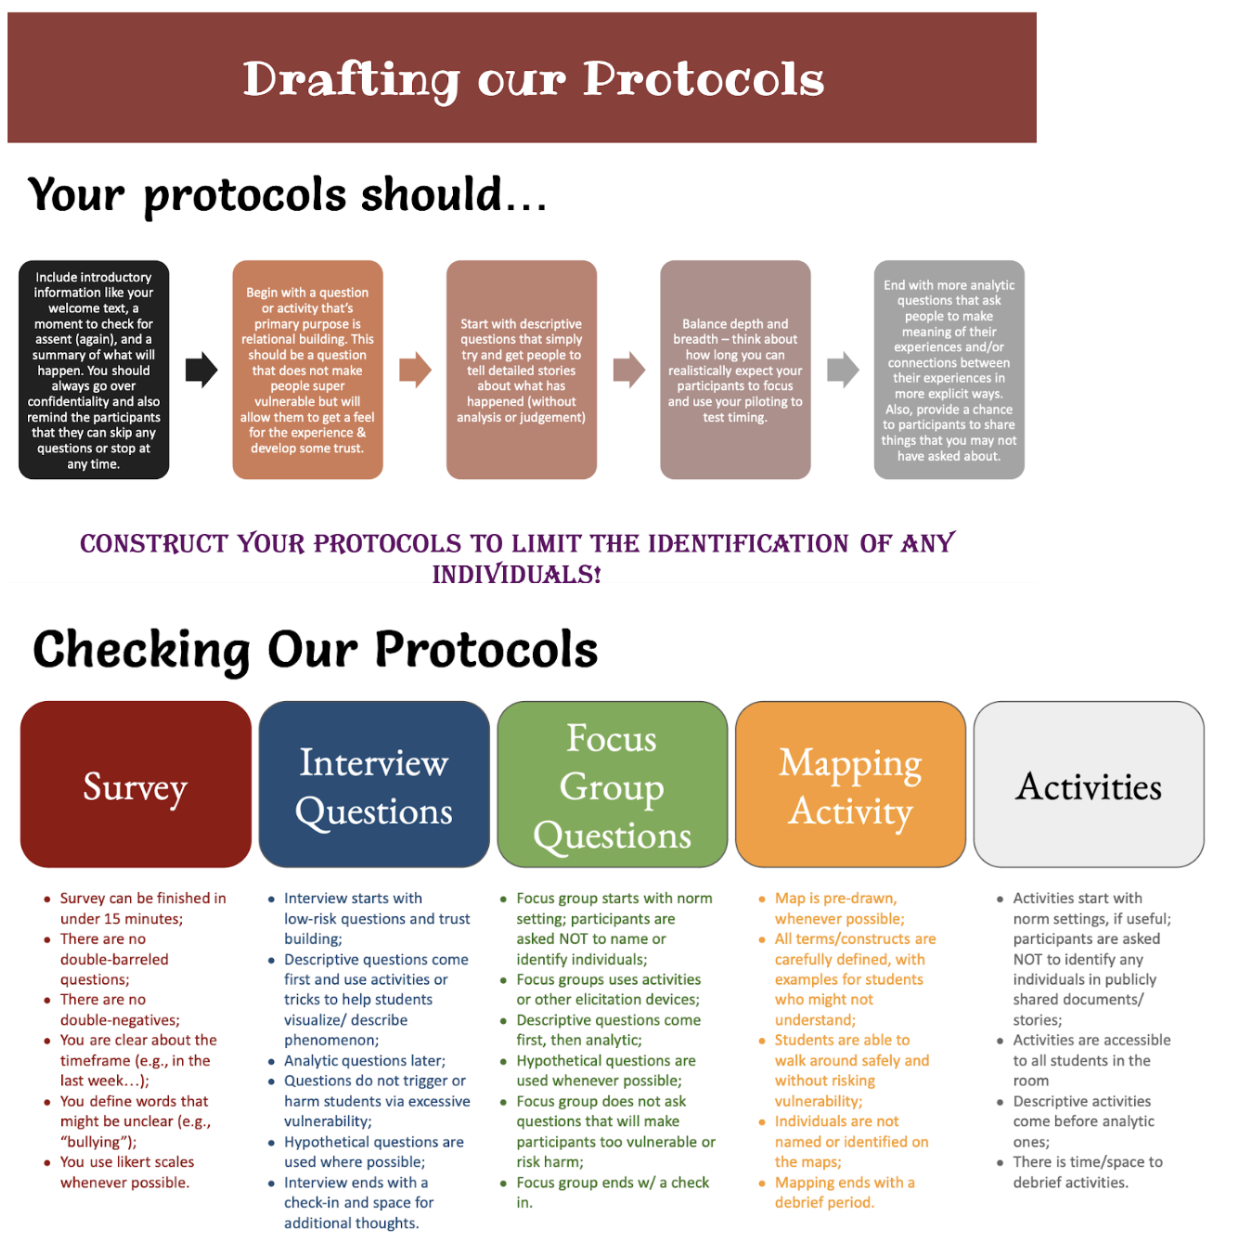 Drafting our Protocols
Your protocols should...
Include introductory
information like your
welcome text, a
moment to check for
assent (again), and a
summary of what will
happen. You should
always go over
confidentiality and also
remind the participants
that they can skip any
questions or stop at
any time.
Begin with a question
or activity that's
primary purpose is
relational building. This
should be a question
that does not make
people super
vulnerable but will
allow them to get a feel
for the experience &
develop some trust.
Start with descriptive
questions that simply
try and get people to
tell detailed stories
about what has
happened (without
analysis or judgement)
Balance depth and
breadth – think about
how long you can
realistically expect your
participants to focus
and use your piloting to
test timing.
End with more analytic
questions that ask
people to make
meaning of their
experiences and/or
connections between
their experiences in
more explicit ways.
Also, provide a chance
to participants to share
things that you may not
have asked about.
CONSTRUCT YOUR PROTOCOLS TO LIMIT THE IDENTIFICATION OF ANY
INDIVIDUALS!
Checking Our Protocols
Survey
• Survey can be finished in
under 15 minutes;
• There are no
double-barreled
questions;
• There are no
double-negatives;
• You are clear about the
timeframe (e.g., in the
last week...);
• You define words that
might be unclear (e.g.,
"bullying");
• You use likert scales
whenever possible.
Interview
Questions
• Interview starts with
low-risk questions and trust
building;
• Descriptive questions come
first and use activities or
tricks to help students
visualize/ describe
phenomenon;
• Analytic questions later;
• Questions do not trigger or
harm students via excessive
vulnerability;
• Hypothetical questions are
used where possible;
• Interview ends with a
check-in and space for
additional thoughts.
Focus
Group
Questions
• Focus group starts with norm
setting; participants are
asked NOT to name or
identify individuals;
• Focus groups uses activities
or other elicitation devices;
• Descriptive questions come
first, then analytic;
• Hypothetical questions are
used whenever possible;
• Focus group does not ask
questions that will make
participants too vulnerable or
risk harm;
• Focus group ends w/ a check
in.
Mapping
Activity
• Map is pre-drawn,
whenever possible;
• All terms/constructs are
carefully defined, with
examples for students
who might not
understand;
• Students are able to
walk around safely and
without risking
vulnerability;
• Individuals are not
named or identified on
the maps;
• Mapping ends with a
debrief period.
Activities
• Activities start with
norm settings, if useful;
participants are asked
NOT to identify any
individuals in publicly
shared documents/
stories;
• Activities are accessible
to all students in the
room
• Descriptive activities
come before analytic
ones;
• There is time/space to
debrief activities.